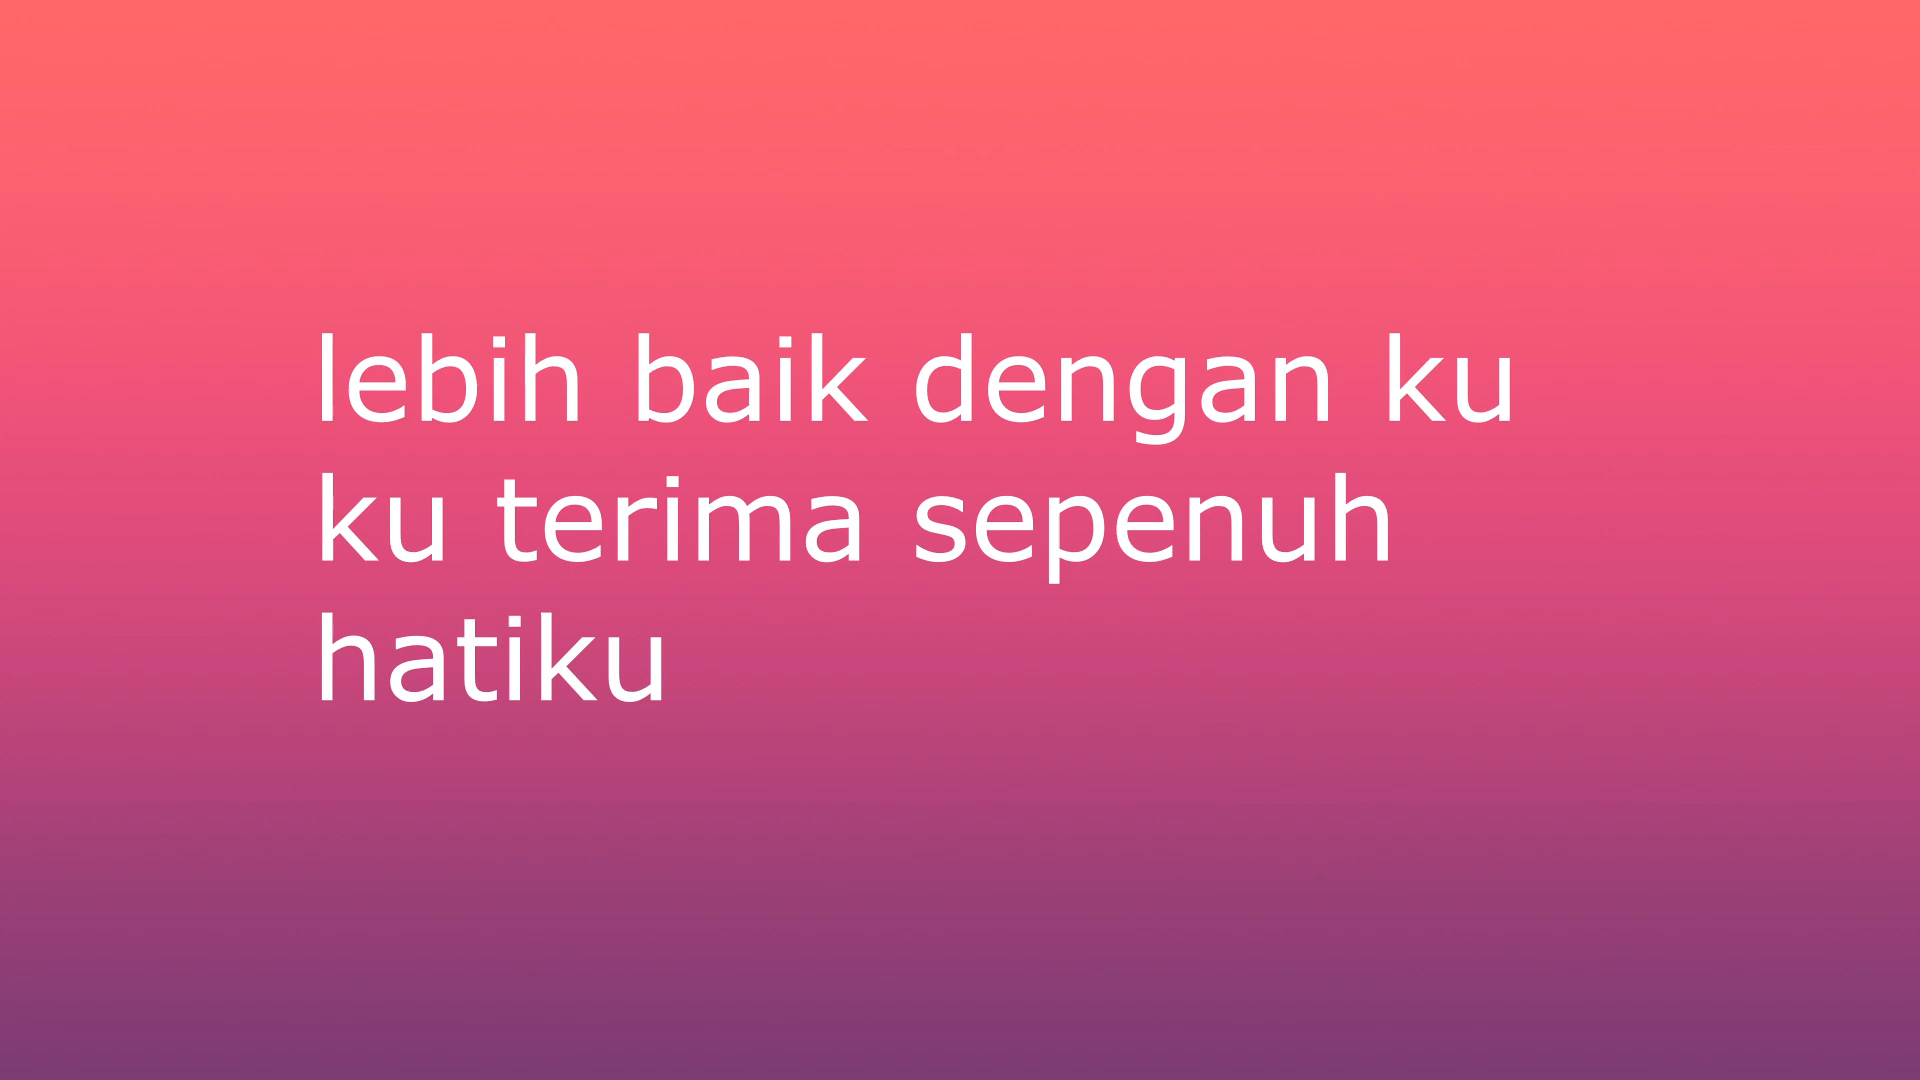 lebih baik dengan ku
ku terima sepenuh
hatiku